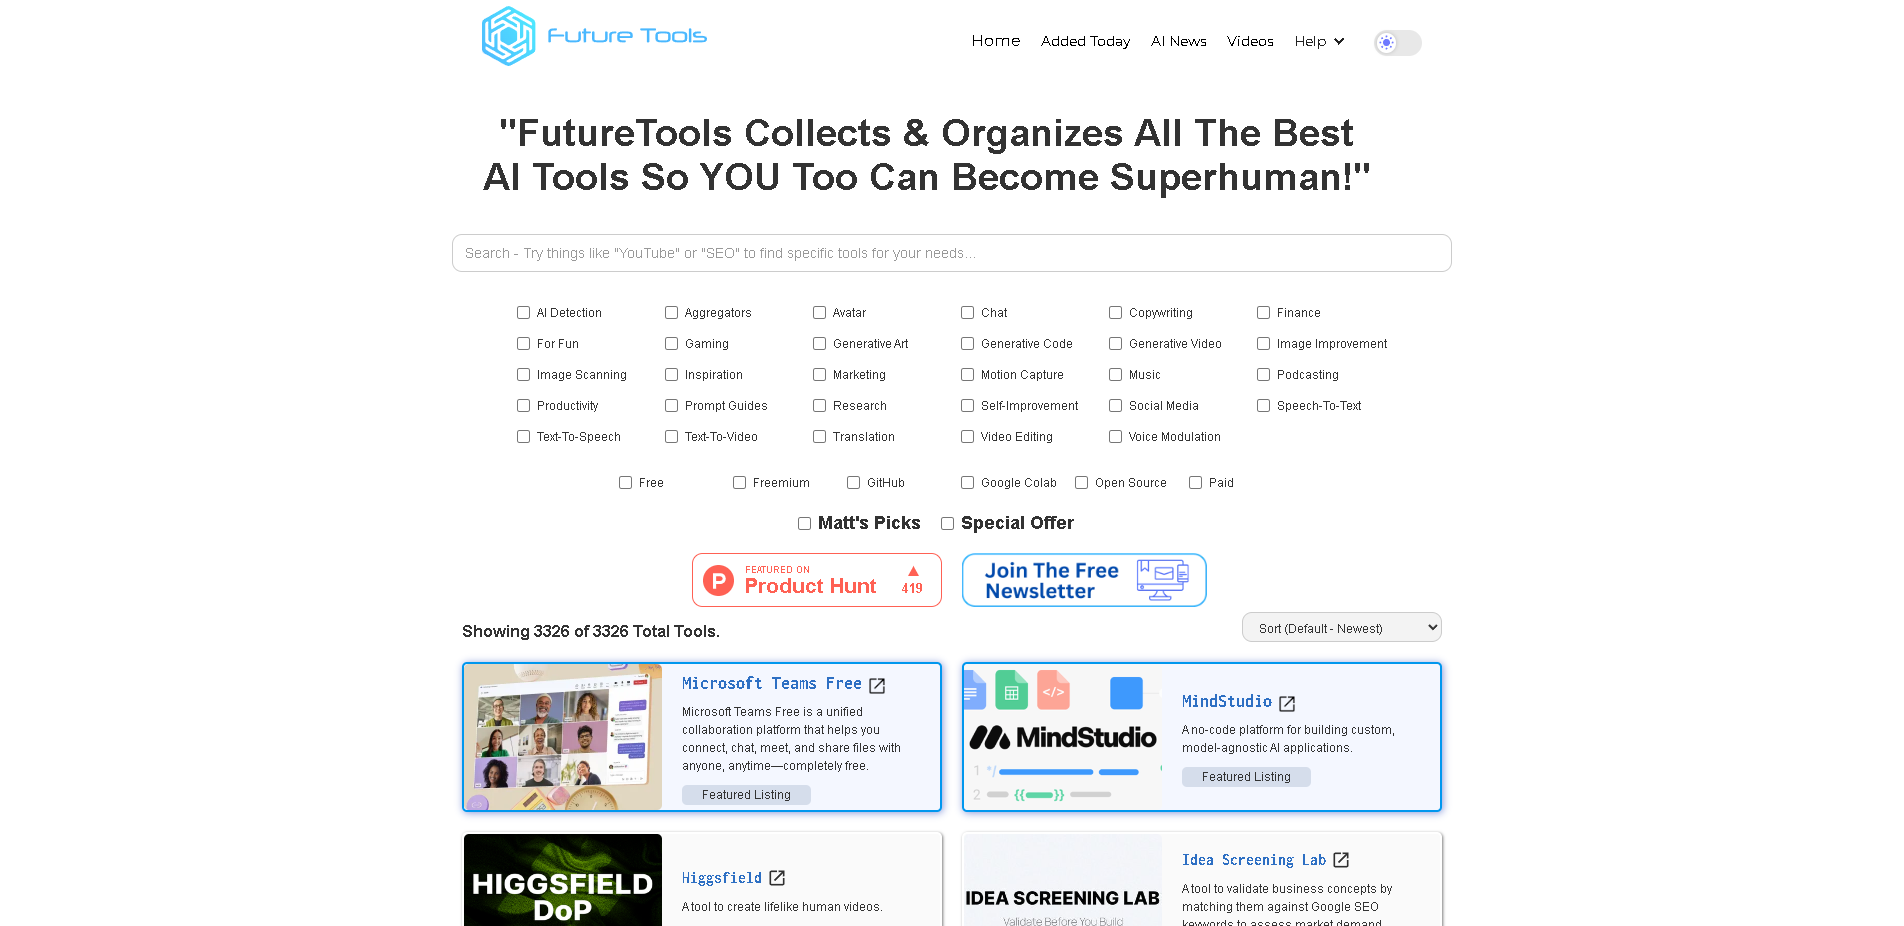 Future Tools
Home Added Today AI News Videos Help
"FutureTools Collects & Organizes All The Best
AI Tools So YOU Too Can Become Superhuman!"
Search - Try things like "YouTube" or "SEO" to find specific tools for your needs...
AI Detection Aggregators Avatar Chat Copywriting Finance
For Fun Gaming Generative Art Generative Code Generative Video Image Improvement
Image Scanning Inspiration Marketing Motion Capture Music Podcasting
Productivity Prompt Guides Research Self-Improvement Social Media Speech-To-Text
Text-To-Speech Text-To-Video Translation Video Editing Voice Modulation
Free Freemium GitHub Google Colab Open Source Paid
Matt's Picks Special Offer
P
FEATURED ON
Product Hunt
▲
419
Join The Free
Newsletter
Showing 3326 of 3326 Total Tools.
Sort (Default - Newest)
Microsoft Teams Free
Microsoft Teams Free is a unified
collaboration platform that helps you
connect, chat, meet, and share files with
anyone, anytime—completely free.
Featured Listing
</>
MindStudio
1 */
2 {{ }}
MindStudio
A no-code platform for building custom,
model-agnostic AI applications.
Featured Listing
HIGGSFIELD
DoP
Higgsfield
A tool to create lifelike human videos.
IDEA SCREENING LAB
Validate Before You Build
Idea Screening Lab
A tool to validate business concepts by
matching them against Google SEO
keywords to assess market demand